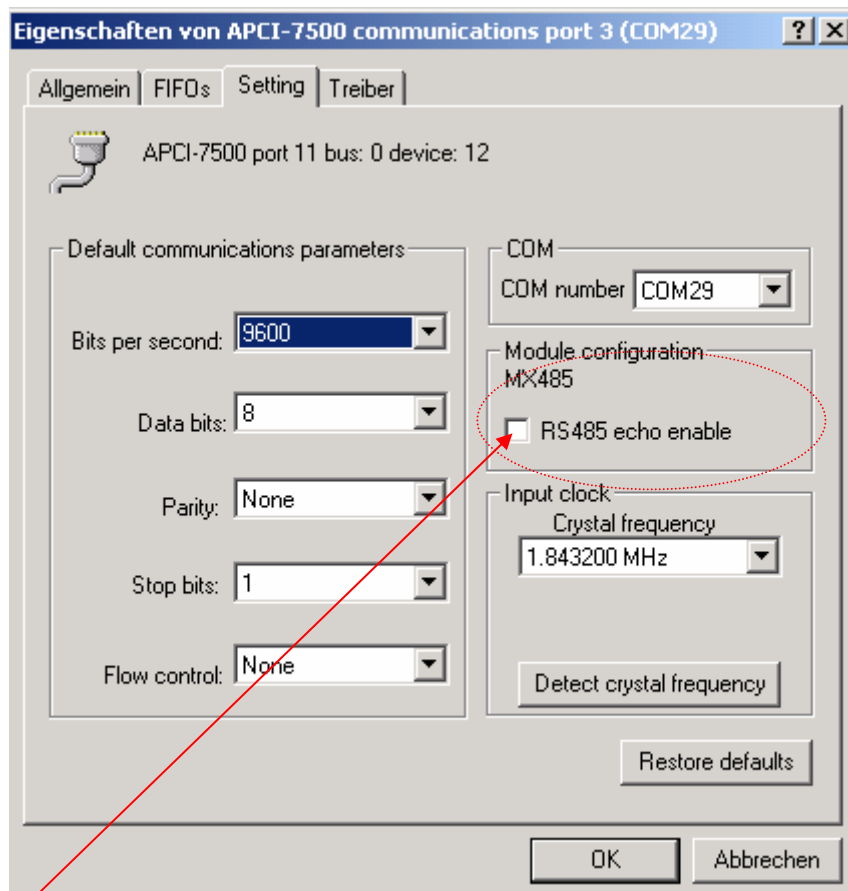 Eigenschaften von APCI-7500 communications port 3 (COM29)
Allgemein FIFOs Setting Treiber
APCI-7500 port 11 bus: 0 device: 12
Default communications parameters
Bits per second: 9600
Data bits: 8
Parity: None
Stop bits: 1
Flow control: None
COM
COM number COM29
Module configuration
MX485
RS485 echo enable
Input clock
Crystal frequency
1.843200 MHz
Detect crystal frequency
Restore defaults
OK Abbrechen